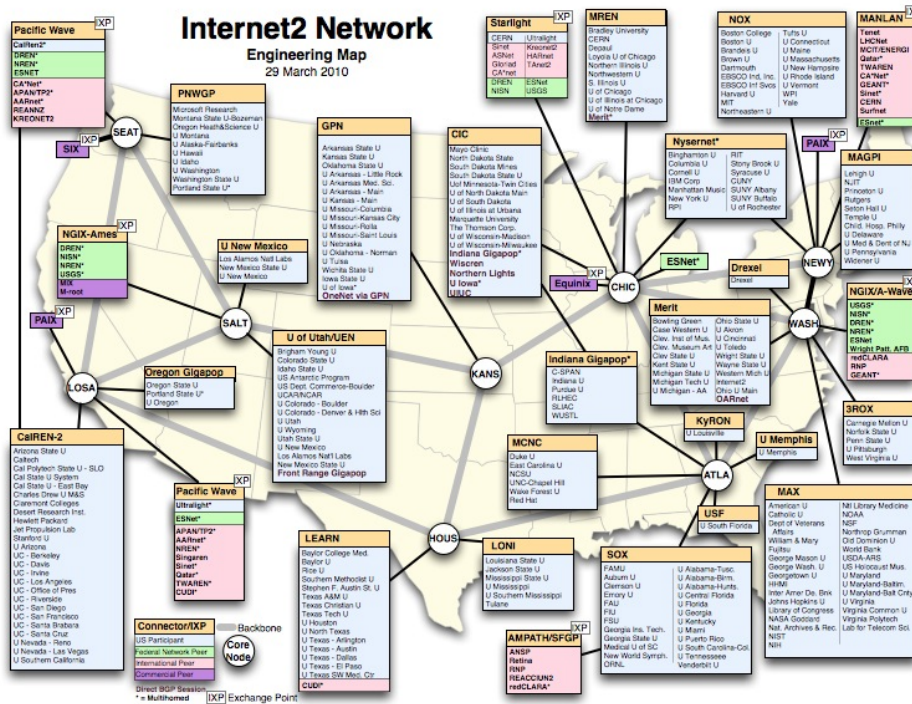 Internet2 Network
Engineering Map
29 March 2010
Pacific Wave
IXP
CalRen2*
DREN*
NREN*
ESNET
CA*Net*
APAN/TP2*
AARnet*
REANNZ
KREONET2
SIX
IXP
SEAT
PNWGP
Microsoft Research
Montana State U-Bozeman
Oregon Heath&Science U
U Montana
U Alaska-Fairbanks
U Hawaii
U Idaho
U Washington
Washington State U
Portland State U*
NGIX-Ames
IXP
DREN*
NISN*
NREN*
USGS*
MIX
M-root
PAIX
IXP
U New Mexico
Los Alamos Natl Labs
New Mexico State U
U New Mexico
SALT
LOSA
Oregon Gigapop
Oregon State U
Portland State U*
U Oregon
U of Utah/UEN
Brigham Young U
Colorado State U
Idaho State U
US Antarctic Program
US Dept. Commerce-Boulder
UCAR/NCAR
U Colorado - Boulder
U Colorado - Denver & Hlth Sci
U Utah
U Wyoming
Utah State U
U New Mexico
Los Alamos Nat'l Labs
New Mexico State U
Front Range Gigapop
GPN
Arkansas State U
Kansas State U
Oklahoma State U
U Arkansas - Little Rock
U Arkansas Med. Sci.
U Arkansas - Main
U Kansas - Main
U Missouri-Columbia
U Missouri-Kansas City
U Missouri-Rolla
U Missouri-Saint Louis
U Nebraska
U Oklahoma - Norman
U Tulsa
Wichita State U
Iowa State U
U of Iowa*
OneNet via GPN
CIC
Mayo Clinic
North Dakota State
South Dakota Mines
South Dakota State U
Uof Minnesota-Twin Cities
U of North Dakota Main
U of South Dakota
U of Illinois at Urbana
Marquette University
The Thomson Corp.
U of Wisconsin-Madison
U of Wisconsin-Milwaukee
Indiana Gigapop*
Wiscren
Northern Lights
U Iowa*
UIUC
Starlight
IXP
CERN Ultralight
Sinet Kreonet2
ASNet HARnet
Gloriad TAnet2
CA*net
DREN ESNet
NISN USGS
MREN
Bradley University
CERN
Depaul
Loyola U of Chicago
Northern Illinois U
Northwestern U
S. Illinois U
U of Chicago
U of Illinois at Chicago
U of Notre Dame
Merit*
NOX
Boston College Tufts U
Boston U U Connecticut
Brandeis U U Maine
Brown U U Massachusetts
Dartmouth U New Hampshire
EBSCO Ind, Inc. U Rhode Island
EBSCO Inf Svcs U Vermont
Harvard U WPI
MIT Yale
Northeastern U
MANLAN
IXP
Tenet
LHCNet
MCIT/ENERGI
Qatar*
TWAREN
CA*Net*
GEANT*
Sinet*
CERN
Surfnet
ESnet*
Nysernet*
Binghamton U RIT
Columbia U Stony Brook U
Cornell U Syracuse U
IBM Corp CUNY
Manhattan Music SUNY Albany
New York U SUNY Buffalo
RPI U of Rochester
PAIX
IXP
MAGPI
Lehigh U
NJIT
Princeton U
Rutgers
Seton Hall U
Temple U
Child. Hosp. Philly
U Delaware
U Med & Dent of NJ
U Pennsylvania
Widener U
NEWY
Equinix
IXP
CHIC
ESNet*
Drexel
Drexel
WASH
NGIX/A-Wave
IXP
USGS*
NISN*
DREN*
NREN*
ESNet
Wright Patt. AFB
redCLARA
RNP
GEANT*
Merit
Bowling Green Ohio State U
Case Western U U Akron
Clev. Inst of Mus. U Cincinnati
Clev. Museum Art U Toledo
Clev State U Wright State U
Kent State U Wayne State U
Michigan State U Western Mich U
Michigan Tech U Internet2
U Michigan - AA Ohio U Main
OARnet
KANS
Indiana Gigapop*
C-SPAN
Indiana U
Purdue U
RLHEC
SLIAC
WUSTL
KyRON
U Louisville
U Memphis
U Memphis
3ROX
Carnegie Mellon U
Norfolk State U
Penn State U
U Pittsburgh
West Virginia U
MCNC
Duke U
East Carolina U
NCSU
UNC-Chapel Hill
Wake Forest U
Red Hat
ATLA
USF
U South Florida
CalREN-2
Arizona State U
Caltech
Cal Polytech State U - SLO
Cal State U System
Cal State U - East Bay
Charles Drew U M&S
Claremont Colleges
Desert Research Inst.
Hewlett Packard
Jet Propulsion Lab
Stanford U
U Arizona
UC - Berkeley
UC - Davis
UC - Irvine
UC - Los Angeles
UC - Office of Pres
UC - Riverside
UC - San Diego
UC - San Francisco
UC - Santa Brabara
UC - Santa Cruz
U Nevada - Reno
U Nevada - Las Vegas
U Southern California
Pacific Wave
IXP
Ultralight*
ESNet*
APAN/TP2*
AARnet*
NREN*
Singaren
Sinet*
Qatar*
TWAREN*
CUDI*
HOUS
LEARN
Baylor College Med.
Baylor U
Rice U
Southern Methodist U
Stephen F. Austin St. U
Texas A&M U
Texas Christian U
Texas Tech U
U Houston
U North Texas
U Texas - Arlington
U Texas - Austin
U Texas - Dallas
U Texas - El Paso
U Texas SW Med. Ctr
CUDI*
LONI
Louisiana State U
Jackson State U
Mississippi State U
U Mississippi
U Southern Mississippi
Tulane
SOX
FAMU U Alabama-Tusc.
Auburn U U Alabama-Birm.
Clemson U U Alabama-Hunts.
Emory U U Central Florida
FAU U Florida
FIU U Georgia
FSU U Kentucky
Georgia Ins. Tech U Miami
Georgia State U U Puerto Rico
Medical U of SC U South Carolina-Col.
New World Symph. U Tennesseee
ORNL Venderbilt U
MAX
American U Ntl Library Medicine
Catholic U NOAA
Dept of Veterans NSF
Affairs Northrop Grumman
William & Mary Old Dominion U
Fujitsu World Bank
George Mason U USDA-ARS
George Wash. U US Holocaust Mus.
Georgetown U U Maryland
HHMI U Maryland-Baltim.
Inter Amer De. Bnk U Maryland-Balt Cnty
Johns Hopkins U U Virginia
Library of Congress Virginia Common U
NASA Goddard Virginia Polytech
Nat. Archives & Rec. Lab for Telecom Sci.
NIST
NIH
AMPATH/SFGP
IXP
ANSP
Retina
RNP
REACCIUN2
redCLARA*
Connector/IXP
US Participant
Federal Network Peer
International Peer
Commercial Peer
Direct BGP Session
* = Multihomed
Backbone
Core Node
IXP Exchange Point